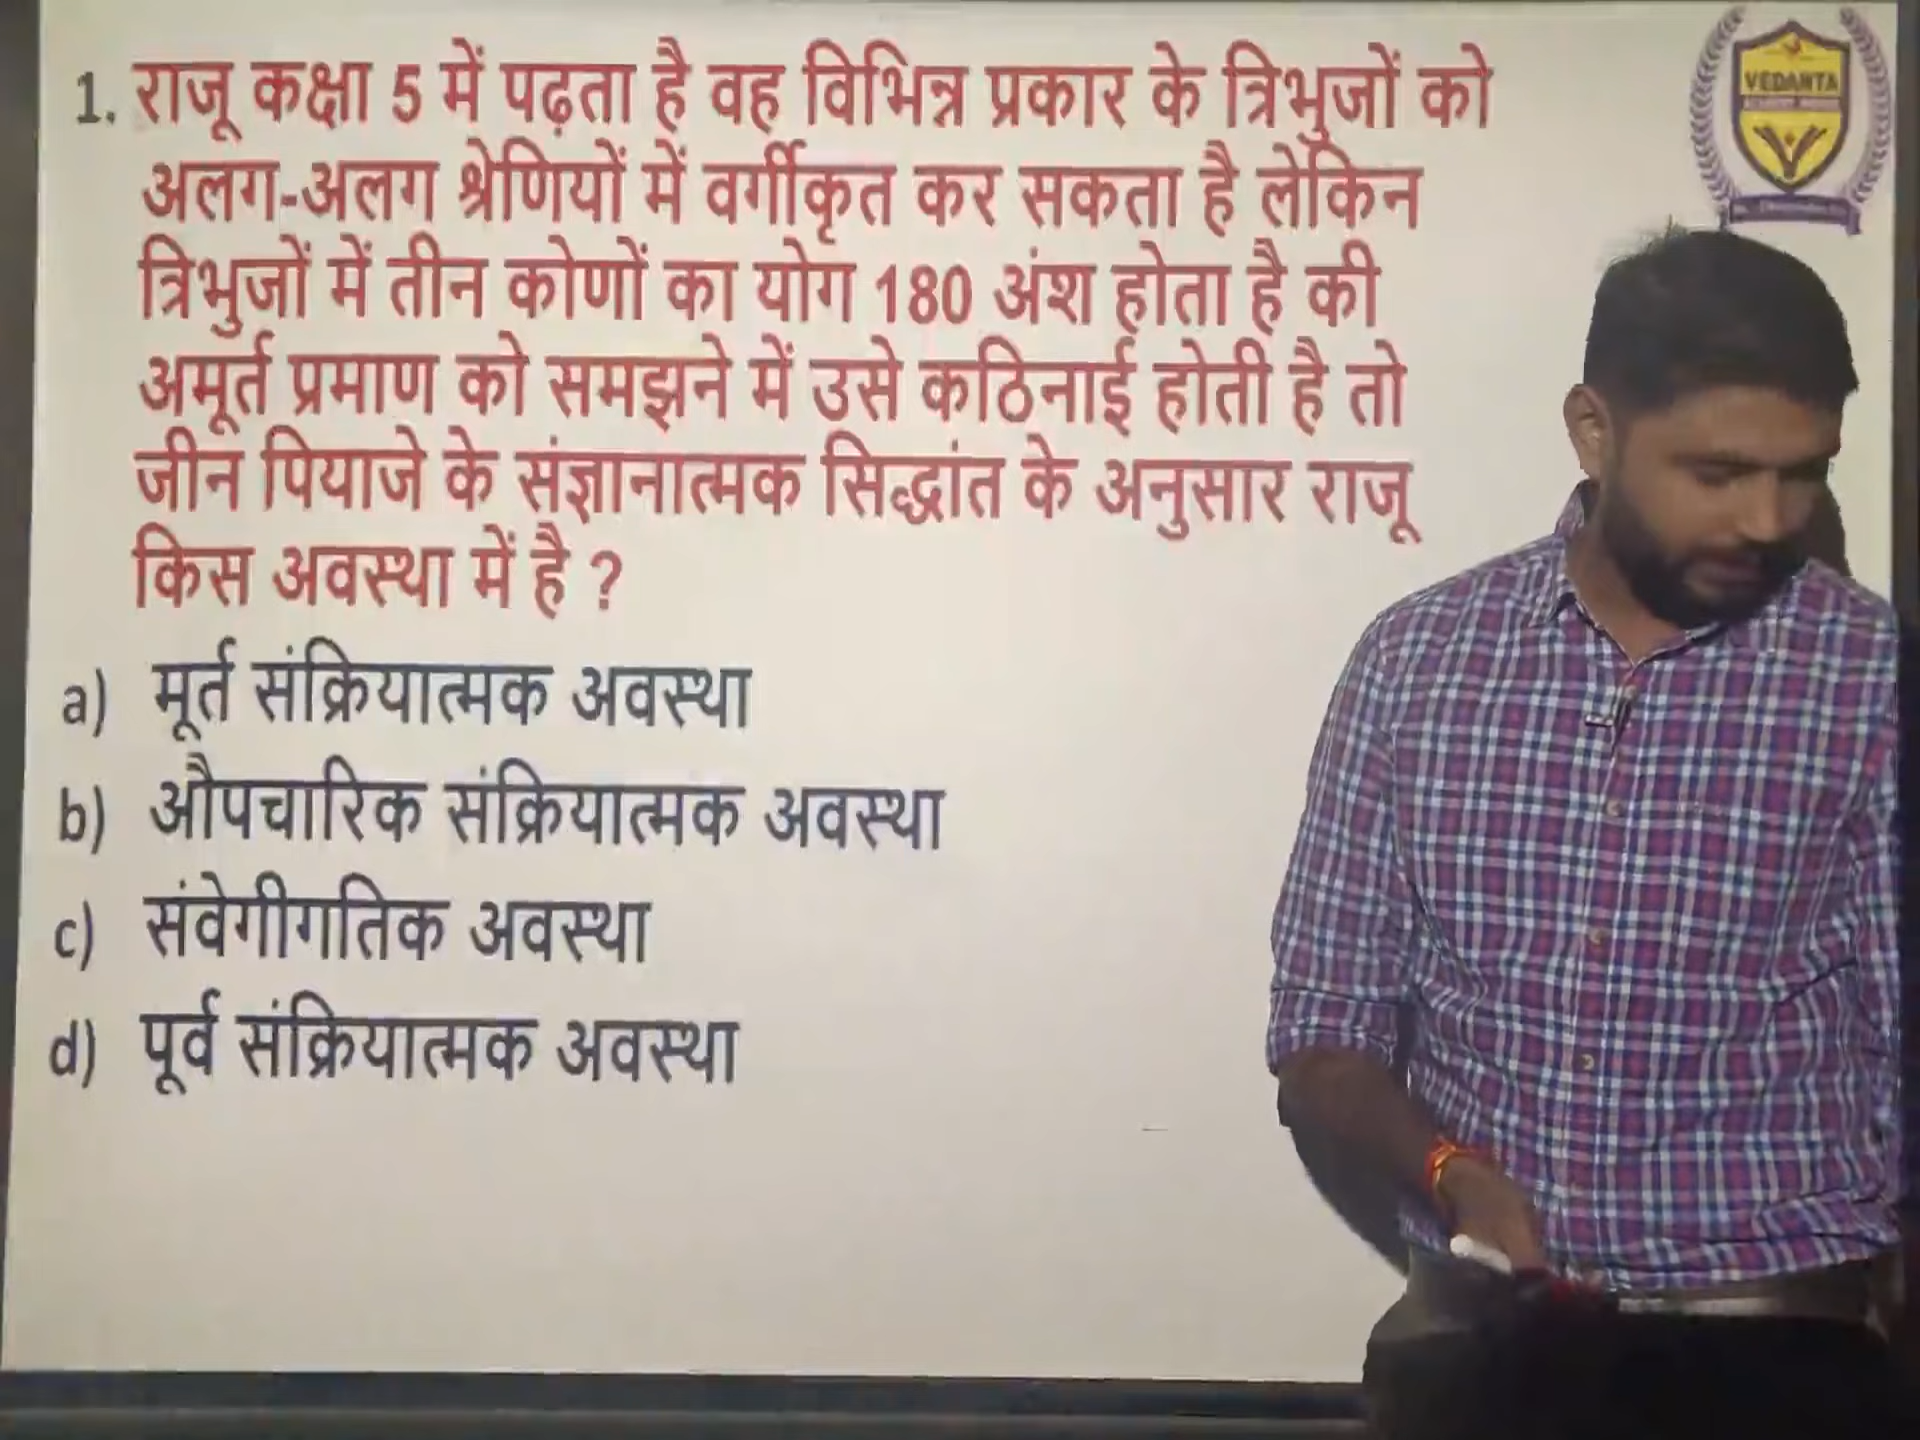 VEDANTA
1. राजू कक्षा 5 में पढ़ता है वह विभिन्न प्रकार के त्रिभुजों को
अलग-अलग श्रेणियों में वर्गीकृत कर सकता है लेकिन
त्रिभुजों में तीन कोणों का योग 180 अंश होता है की
अमूर्त प्रमाण को समझने में उसे कठिनाई होती है तो
जीन पियाजे के संज्ञानात्मक सिद्धांत के अनुसार राजू
किस अवस्था में है ?
a) मूर्त संक्रियात्मक अवस्था
b) औपचारिक संक्रियात्मक अवस्था
c) संवेगीगतिक अवस्था
d) पूर्व संक्रियात्मक अवस्था